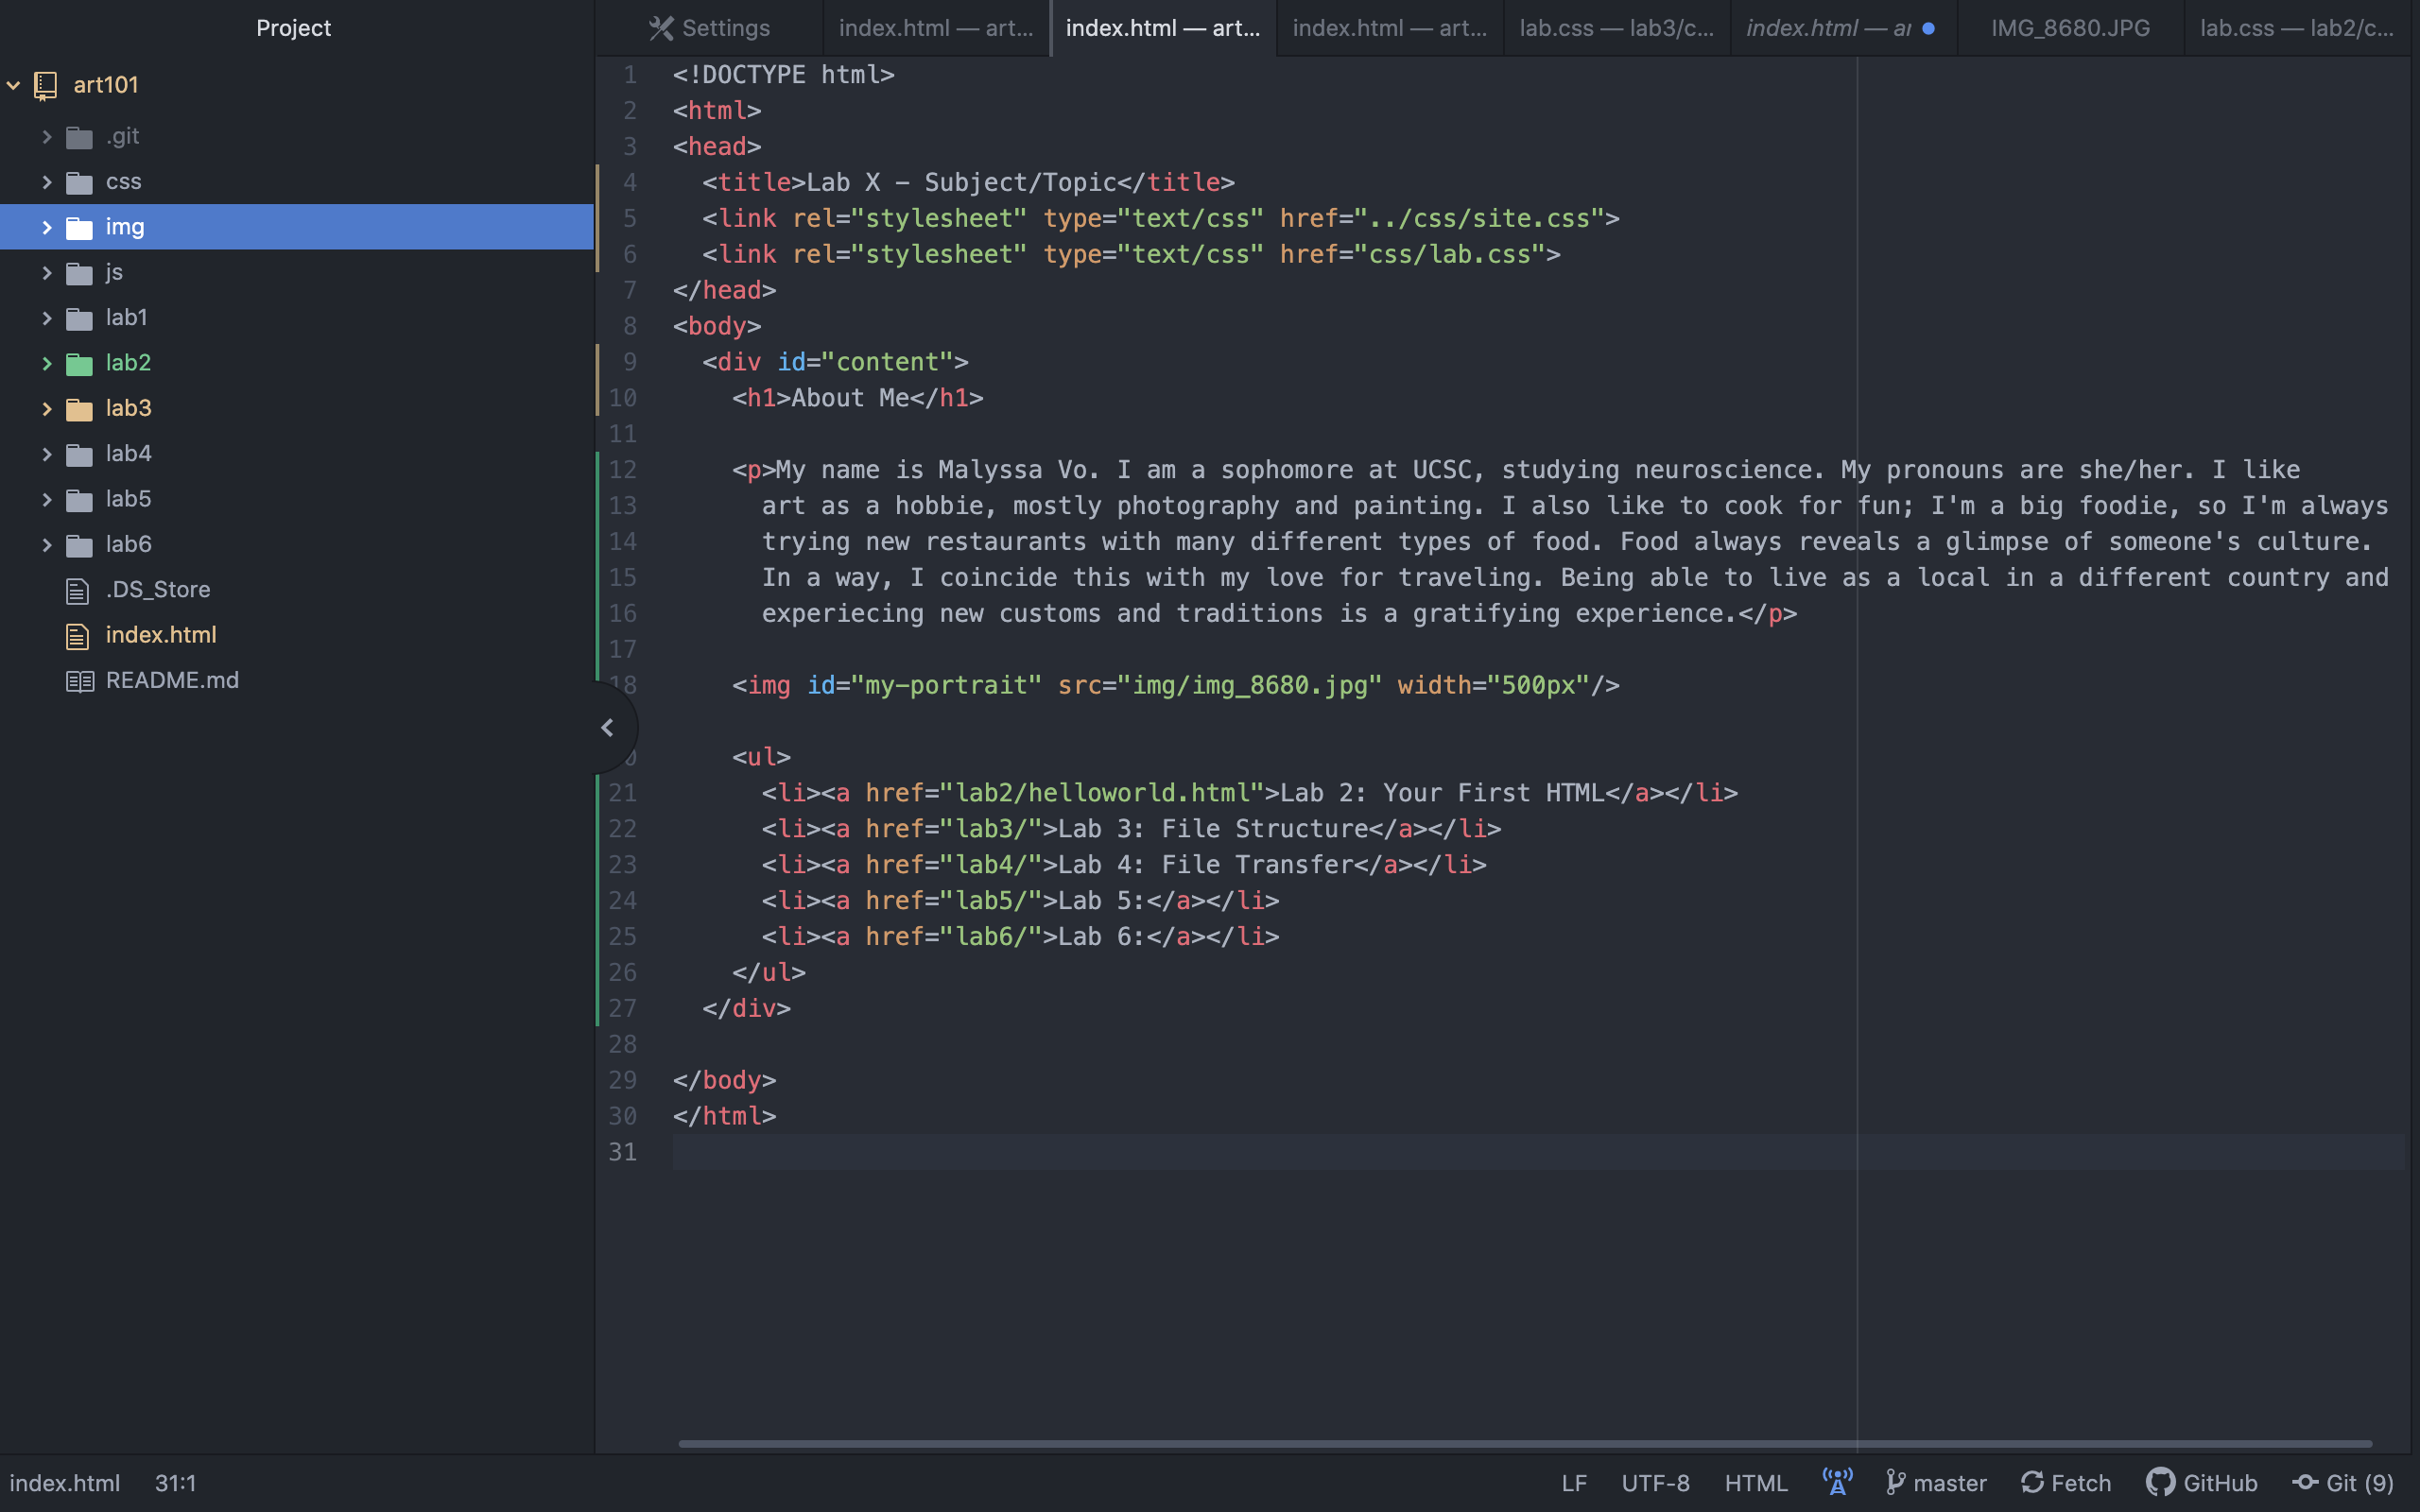 Project
Settings
index.html — art...
index.html — art...
index.html — art...
lab.css — lab3/c...
index.html — ar
IMG_8680.JPG
lab.css — lab2/c...
art101
.git
css
img
js
lab1
lab2
lab3
lab4
lab5
lab6
.DS_Store
index.html
README.md
1 <!DOCTYPE html>
2 <html>
3 <head>
4 <title>Lab X - Subject/Topic</title>
5 <link rel="stylesheet" type="text/css" href="../css/site.css">
6 <link rel="stylesheet" type="text/css" href="css/lab.css">
7 </head>
8 <body>
9 <div id="content">
10 <h1>About Me</h1>
11
12 <p>My name is Malyssa Vo. I am a sophomore at UCSC, studying neuroscience. My pronouns are she/her. I like
13 art as a hobbie, mostly photography and painting. I also like to cook for fun; I'm a big foodie, so I'm always
14 trying new restaurants with many different types of food. Food always reveals a glimpse of someone's culture.
15 In a way, I coincide this with my love for traveling. Being able to live as a local in a different country and
16 experiecing new customs and traditions is a gratifying experience.</p>
17
18 <img id="my-portrait" src="img/img_8680.jpg" width="500px"/>
<ul>
21 <li><a href="lab2/helloworld.html">Lab 2: Your First HTML</a></li>
22 <li><a href="lab3/">Lab 3: File Structure</a></li>
23 <li><a href="lab4/">Lab 4: File Transfer</a></li>
24 <li><a href="lab5/">Lab 5:</a></li>
25 <li><a href="lab6/">Lab 6:</a></li>
26 </ul>
27 </div>
28
29 </body>
30 </html>
31
index.html 31:1 LF UTF-8 HTML master Fetch GitHub Git (9)